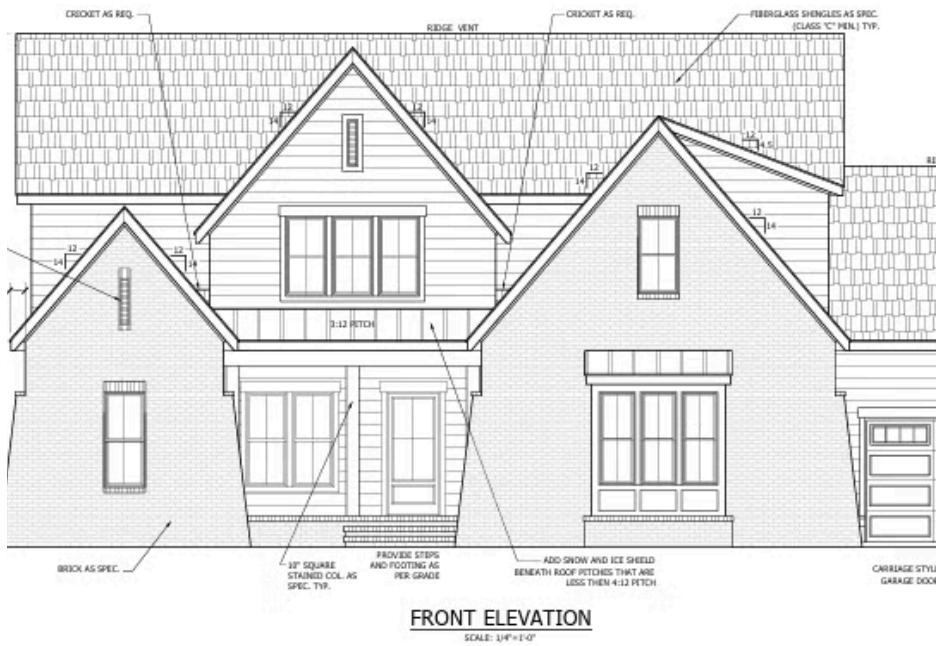 CRICKET AS REQ.
CRICKET AS REQ.
FIBERGLASS SHINGLES AS SPEC.
(CLASS "C" MIN.) TYP.
RIDGE VENT
12
14
12
14
12
4.5
12
14
12
14
12
14
12
14
3:12 PITCH
BRICK AS SPEC.
10" SQUARE
STAINED COL. AS
SPEC. TYP.
PROVIDE STEPS
AND FOOTING AS
PER GRADE
ADD SNOW AND ICE SHIELD
BENEATH ROOF PITCHES THAT ARE
LESS THEN 4:12 PITCH
CARRIAGE STYL
GARAGE DOO
FRONT ELEVATION
SCALE: 1/4"=1'-0"